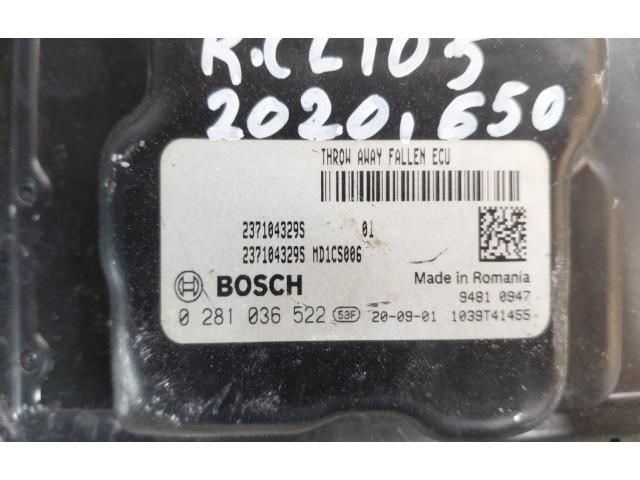 R.CLIO5
2020, 650
THROW AWAY FALLEN ECU
237104329S 01
237104329S MD1CS006
BOSCH Made in Romania
9481 0947
0 281 036 522 53F 20-09-01 1039T41455